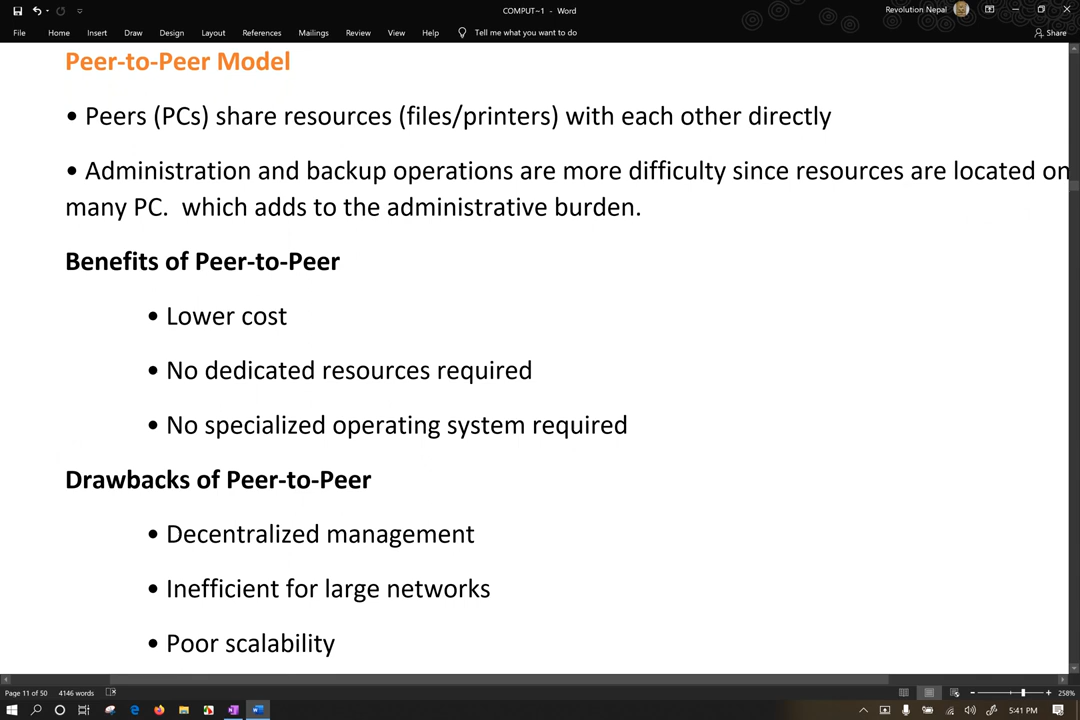 COMPUT~1 - Word
Revolution Nepal
File Home Insert Draw Design Layout References Mailings Review View Help Tell me what you want to do Share
Peer-to-Peer Model
• Peers (PCs) share resources (files/printers) with each other directly
• Administration and backup operations are more difficulty since resources are located on
many PC.  which adds to the administrative burden.
Benefits of Peer-to-Peer
• Lower cost
• No dedicated resources required
• No specialized operating system required
Drawbacks of Peer-to-Peer
• Decentralized management
• Inefficient for large networks
• Poor scalability
Page 11 of 50 4146 words 258%
5:41 PM